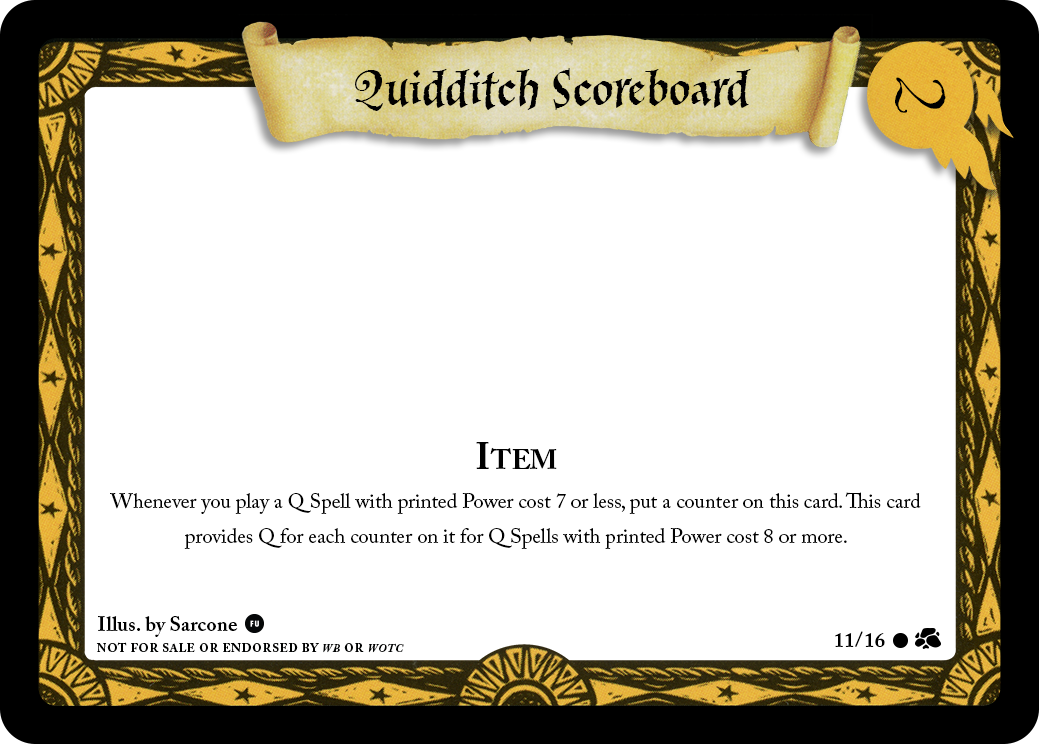 Quidditch Scoreboard
2
ITEM
Whenever you play a Q Spell with printed Power cost 7 or less, put a counter on this card. This card
provides Q for each counter on it for Q Spells with printed Power cost 8 or more.
Illus. by Sarcone FU
NOT FOR SALE OR ENDORSED BY WB OR WOTC
11/16